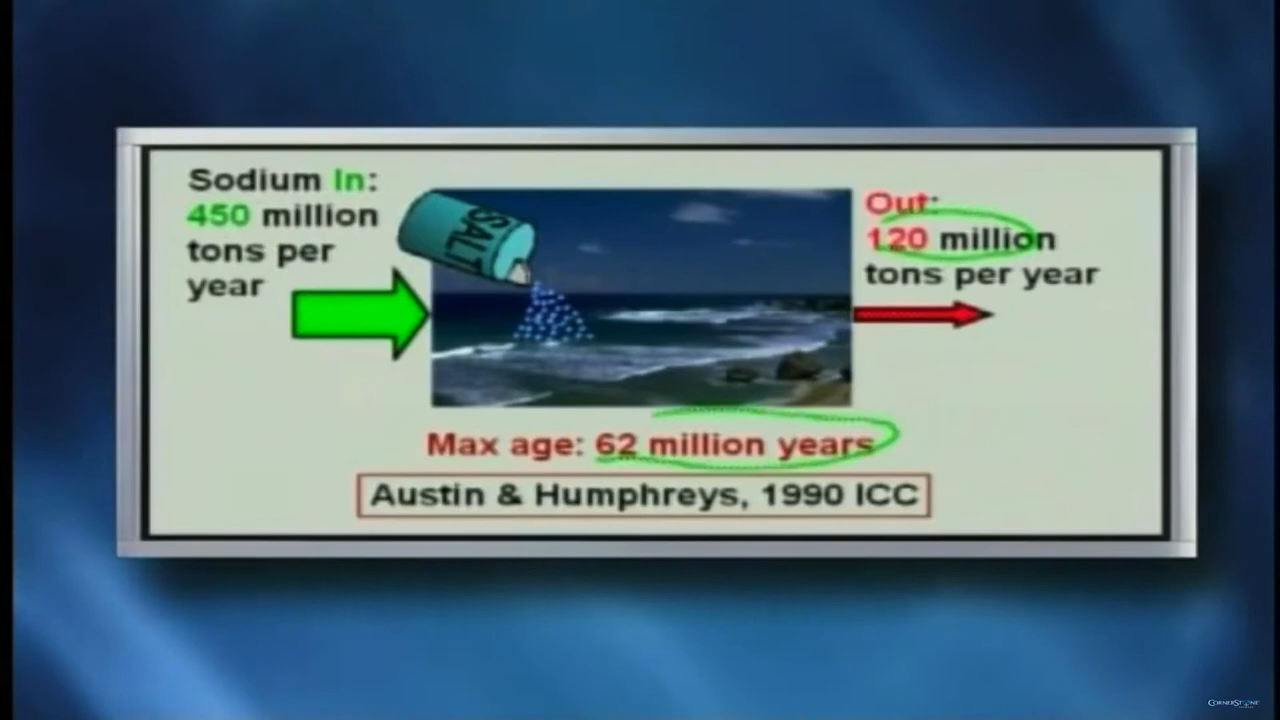 Sodium In:
450 million
tons per
year
SALT
Out:
120 million
tons per year
Max age: 62 million years
Austin & Humphreys, 1990 ICC
CORNERSTONE